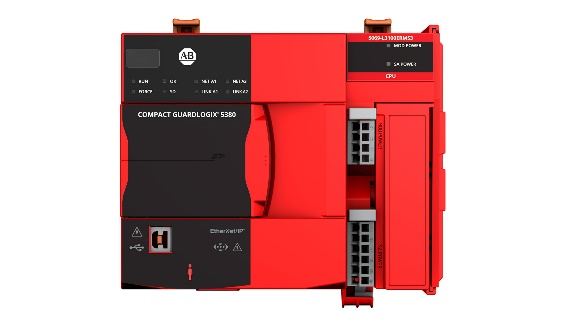 5069-L3100ERMS3
MOD POWER
AB
SA POWER
RUN OK NET A1 NET A2
FORCE SD LINK A1 LINK A2
CPU
COMPACT GUARDLOGIX® 5380
EtherNet/IP™